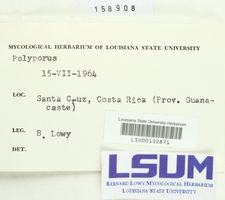 158908
MYCOLOGICAL HERBARIUM OF LOUISIANA STATE UNIVERSITY
Polyporus
15-VII-1964
LOC. Santa Cruz, Costa Rica (Prov. Guana-
caste)
LEG. B. Lowy
DET.
Louisiana State University Herbarium
LSU00152871
LSUM
BERNARD LOWY MYCOLOGICAL HERBARIUM
LOUISIANA STATE UNIVERSITY